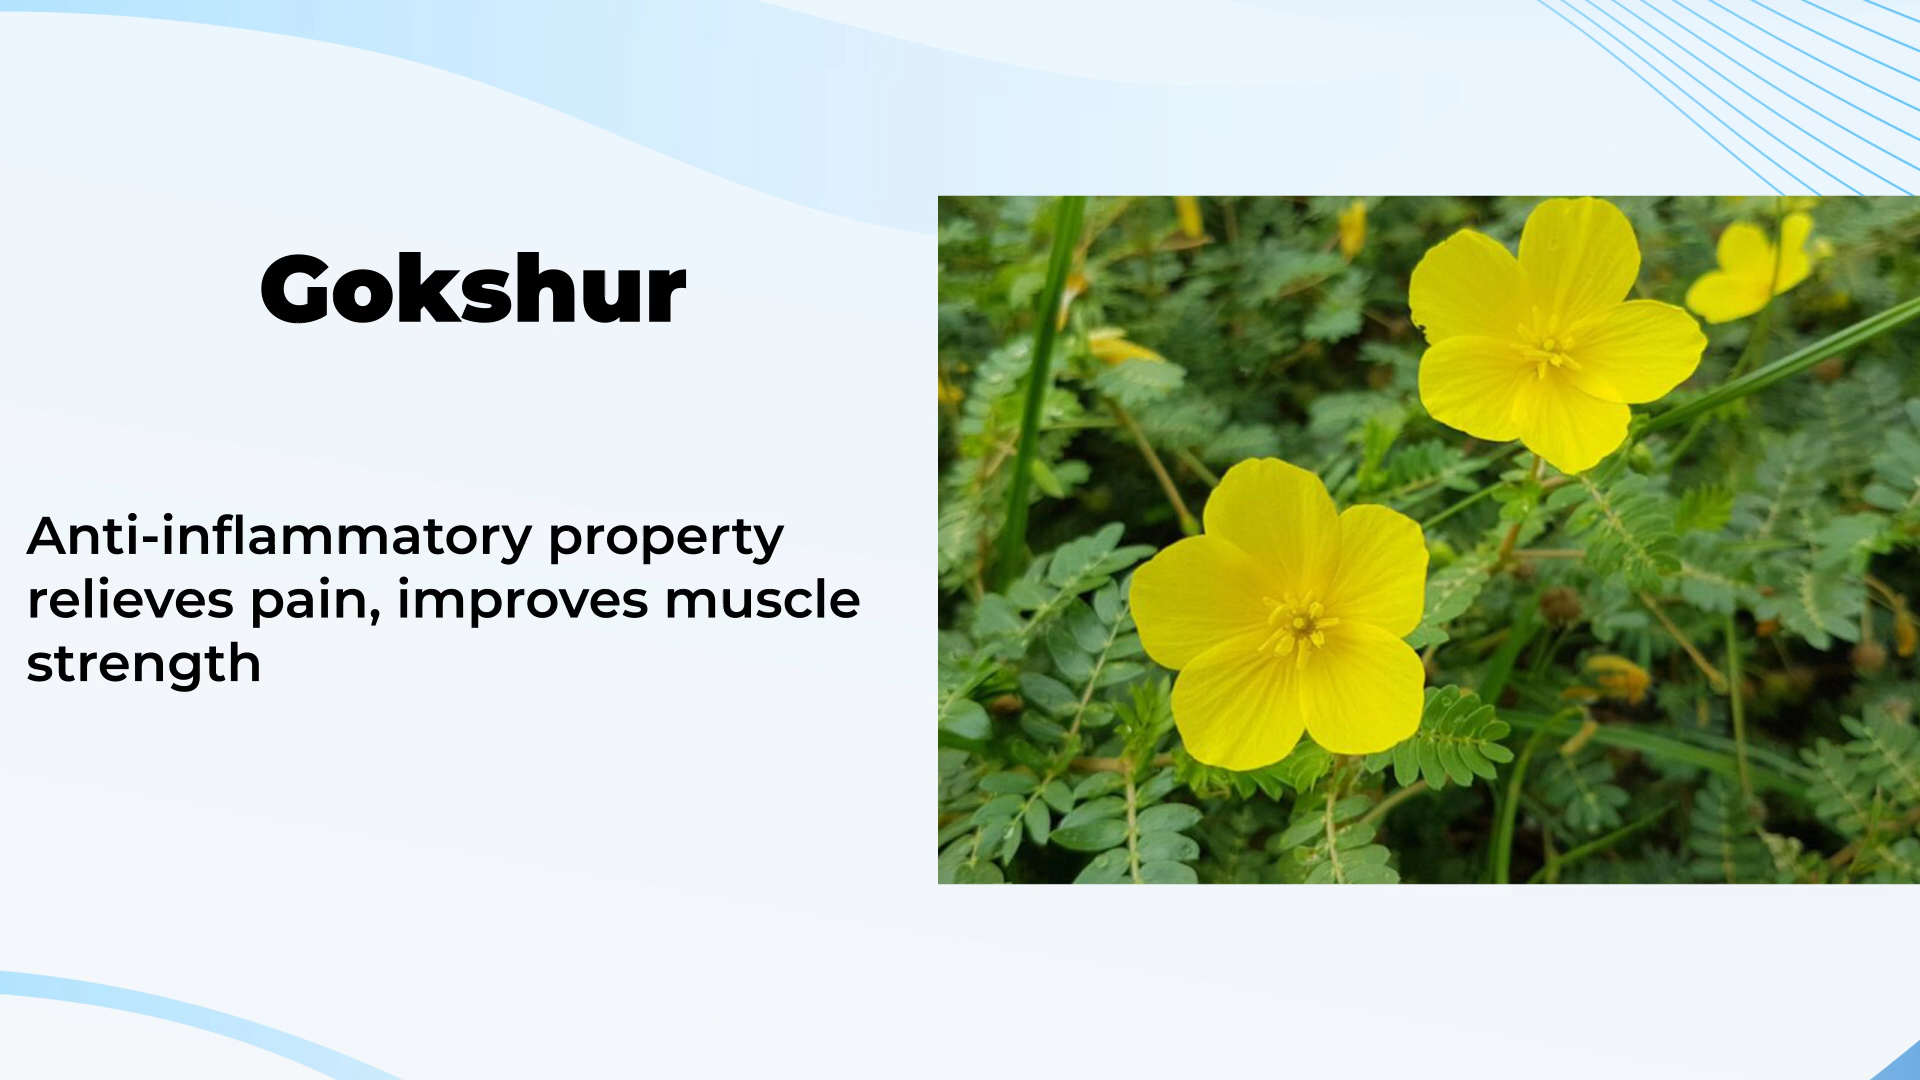 Gokshur
Anti-inflammatory property
relieves pain, improves muscle
strength